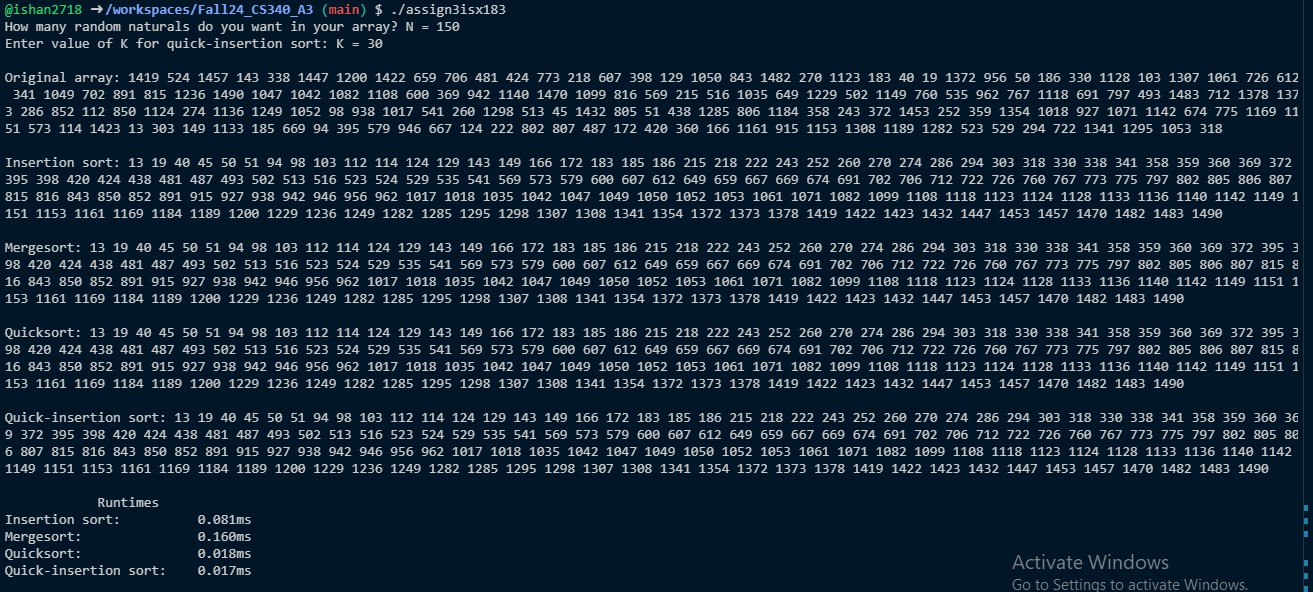 @ishan2718 ➜/workspaces/Fall24_CS340_A3 (main) $ ./assign3isx183
How many random naturals do you want in your array? N = 150
Enter value of K for quick-insertion sort: K = 30
Original array: 1419 524 1457 143 338 1447 1200 1422 659 706 481 424 773 218 607 398 129 1050 843 1482 270 1123 183 40 19 1372 956 50 186 330 1128 103 1307 1061 726 612
341 1049 702 891 815 1236 1490 1047 1042 1082 1108 600 369 942 1140 1470 1099 816 569 215 516 1035 649 1229 502 1149 760 535 962 767 1118 691 797 493 1483 712 1378 137
3 286 852 112 850 1124 274 1136 1249 1052 98 938 1017 541 260 1298 513 45 1432 805 51 438 1285 806 1184 358 243 372 1453 252 359 1354 1018 927 1071 1142 674 775 1169 11
51 573 114 1423 13 303 149 1133 185 669 94 395 579 946 667 124 222 802 807 487 172 420 360 166 1161 915 1153 1308 1189 1282 523 529 294 722 1341 1295 1053 318
Insertion sort: 13 19 40 45 50 51 94 98 103 112 114 124 129 143 149 166 172 183 185 186 215 218 222 243 252 260 270 274 286 294 303 318 330 338 341 358 359 360 369 372
395 398 420 424 438 481 487 493 502 513 516 523 524 529 535 541 569 573 579 600 607 612 649 659 667 669 674 691 702 706 712 722 726 760 767 773 775 797 802 805 806 807
815 816 843 850 852 891 915 927 938 942 946 956 962 1017 1018 1035 1042 1047 1049 1050 1052 1053 1061 1071 1082 1099 1108 1118 1123 1124 1128 1133 1136 1140 1142 1149 1
151 1153 1161 1169 1184 1189 1200 1229 1236 1249 1282 1285 1295 1298 1307 1308 1341 1354 1372 1373 1378 1419 1422 1423 1432 1447 1453 1457 1470 1482 1483 1490
Mergesort: 13 19 40 45 50 51 94 98 103 112 114 124 129 143 149 166 172 183 185 186 215 218 222 243 252 260 270 274 286 294 303 318 330 338 341 358 359 360 369 372 395 3
98 420 424 438 481 487 493 502 513 516 523 524 529 535 541 569 573 579 600 607 612 649 659 667 669 674 691 702 706 712 722 726 760 767 773 775 797 802 805 806 807 815 8
16 843 850 852 891 915 927 938 942 946 956 962 1017 1018 1035 1042 1047 1049 1050 1052 1053 1061 1071 1082 1099 1108 1118 1123 1124 1128 1133 1136 1140 1142 1149 1151 1
153 1161 1169 1184 1189 1200 1229 1236 1249 1282 1285 1295 1298 1307 1308 1341 1354 1372 1373 1378 1419 1422 1423 1432 1447 1453 1457 1470 1482 1483 1490
Quicksort: 13 19 40 45 50 51 94 98 103 112 114 124 129 143 149 166 172 183 185 186 215 218 222 243 252 260 270 274 286 294 303 318 330 338 341 358 359 360 369 372 395 3
98 420 424 438 481 487 493 502 513 516 523 524 529 535 541 569 573 579 600 607 612 649 659 667 669 674 691 702 706 712 722 726 760 767 773 775 797 802 805 806 807 815 8
16 843 850 852 891 915 927 938 942 946 956 962 1017 1018 1035 1042 1047 1049 1050 1052 1053 1061 1071 1082 1099 1108 1118 1123 1124 1128 1133 1136 1140 1142 1149 1151 1
153 1161 1169 1184 1189 1200 1229 1236 1249 1282 1285 1295 1298 1307 1308 1341 1354 1372 1373 1378 1419 1422 1423 1432 1447 1453 1457 1470 1482 1483 1490
Quick-insertion sort: 13 19 40 45 50 51 94 98 103 112 114 124 129 143 149 166 172 183 185 186 215 218 222 243 252 260 270 274 286 294 303 318 330 338 341 358 359 360 36
9 372 395 398 420 424 438 481 487 493 502 513 516 523 524 529 535 541 569 573 579 600 607 612 649 659 667 669 674 691 702 706 712 722 726 760 767 773 775 797 802 805 80
6 807 815 816 843 850 852 891 915 927 938 942 946 956 962 1017 1018 1035 1042 1047 1049 1050 1052 1053 1061 1071 1082 1099 1108 1118 1123 1124 1128 1133 1136 1140 1142
1149 1151 1153 1161 1169 1184 1189 1200 1229 1236 1249 1282 1285 1295 1298 1307 1308 1341 1354 1372 1373 1378 1419 1422 1423 1432 1447 1453 1457 1470 1482 1483 1490
Runtimes
Insertion sort: 0.081ms
Mergesort: 0.160ms
Quicksort: 0.018ms
Quick-insertion sort: 0.017ms
Activate Windows
Go to Settings to activate Windows.